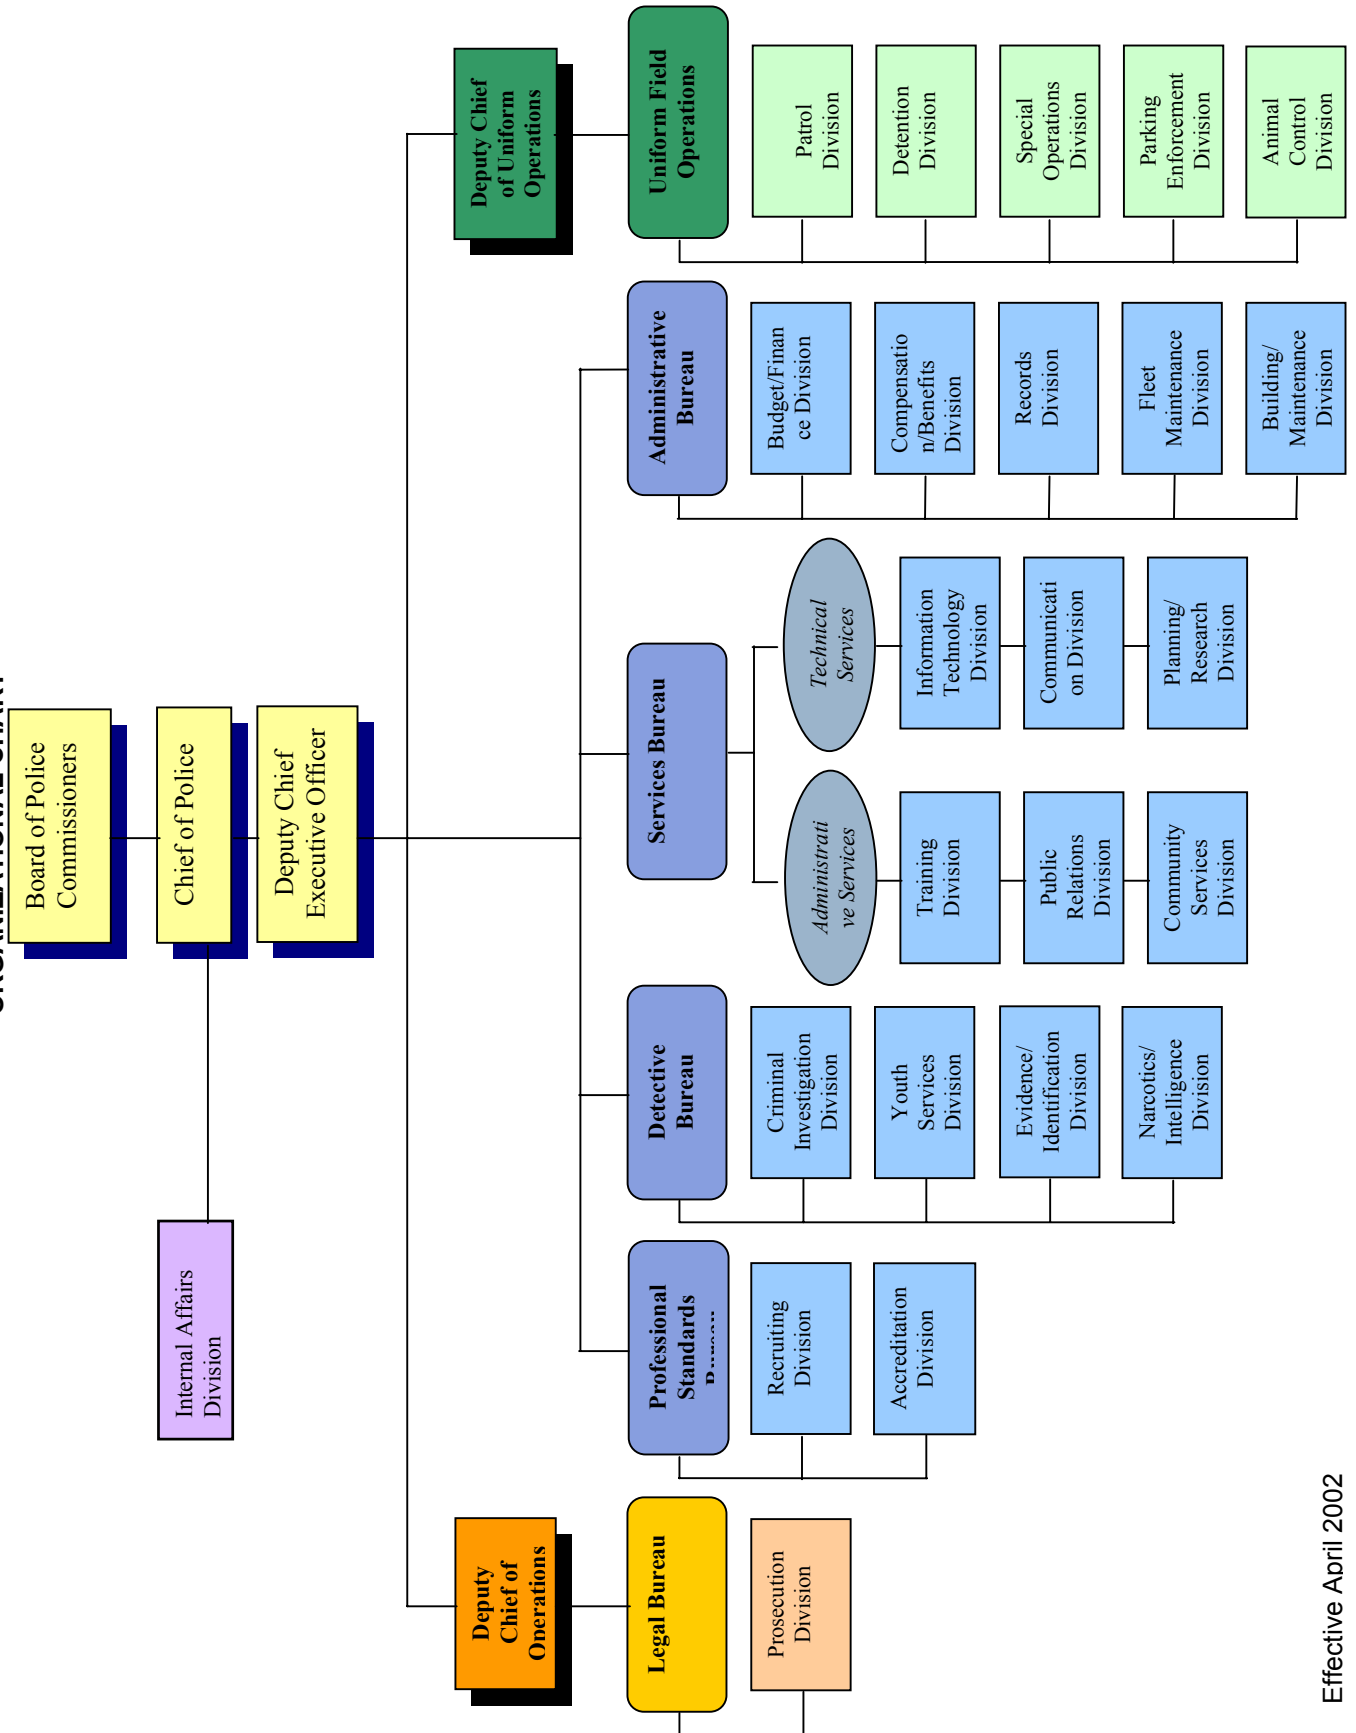 ORGANIZATIONAL CHART
Board of Police
Commissioners
Chief of Police
Deputy Chief
Executive Officer
Internal Affairs
Division
Deputy
Chief of
Operations
Deputy Chief
of Uniform
Operations
Legal Bureau
Professional
Standards
Bureau
Detective
Bureau
Services Bureau
Administrative
Bureau
Uniform Field
Operations
Prosecution
Division
Recruiting
Division
Accreditation
Division
Criminal
Investigation
Division
Youth
Services
Division
Evidence/
Identification
Division
Narcotics/
Intelligence
Division
Administrati
ve Services
Training
Division
Public
Relations
Division
Community
Services
Division
Technical
Services
Information
Technology
Division
Communicati
on Division
Planning/
Research
Division
Budget/Finan
ce Division
Compensatio
n/Benefits
Division
Records
Division
Fleet
Maintenance
Division
Building/
Maintenance
Division
Patrol
Division
Detention
Division
Special
Operations
Division
Parking
Enforcement
Division
Animal
Control
Division
Effective April 2002